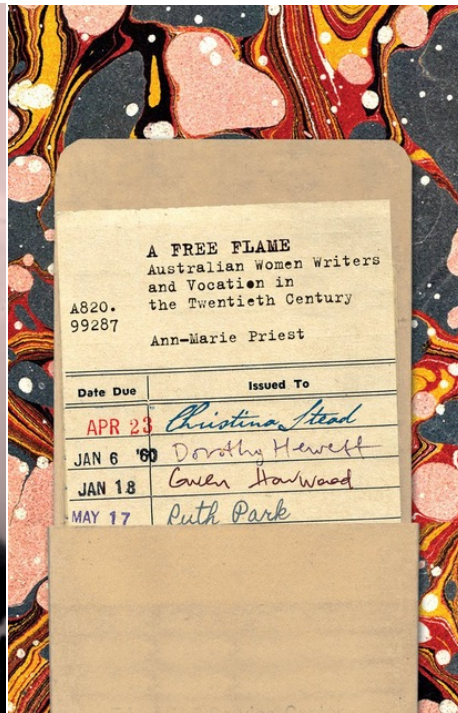 A FREE FLAME
Australian Women Writers
and Vocation in
the Twentieth Century
A820.
99287
Ann-Marie Priest
Date Due Issued To
APR 23 Christina Stead
JAN 6 '60 Dorothy Hewett
JAN 18 Gwen Harwood
MAY 17 Ruth Park